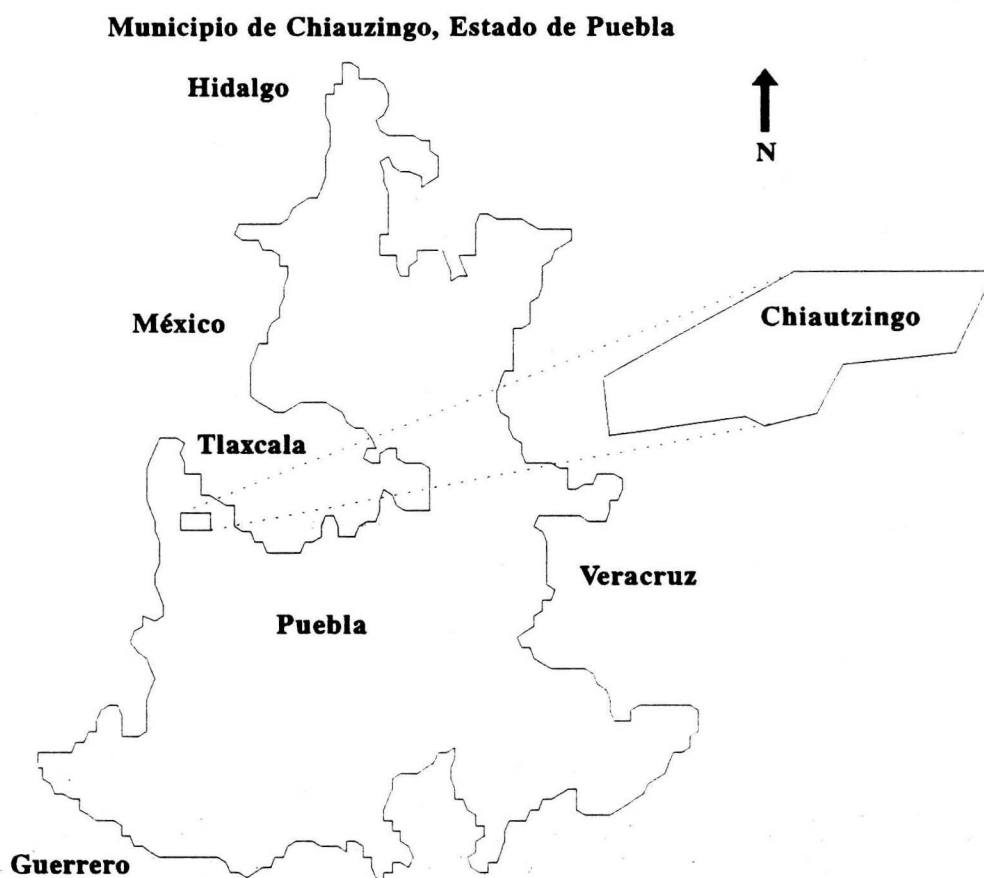 Municipio de Chiauzingo, Estado de Puebla
Hidalgo
N
México
Chiautzingo
Tlaxcala
Veracruz
Puebla
Guerrero